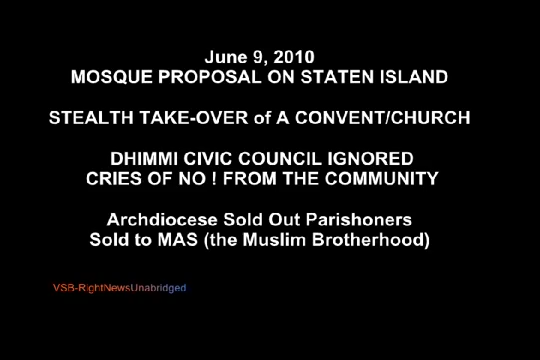 June 9, 2010
MOSQUE PROPOSAL ON STATEN ISLAND
STEALTH TAKE-OVER of A CONVENT/CHURCH
DHIMMI CIVIC COUNCIL IGNORED
CRIES OF NO ! FROM THE COMMUNITY
Archdiocese Sold Out Parishoners
Sold to MAS (the Muslim Brotherhood)
VSB-RightNewsUnabridged